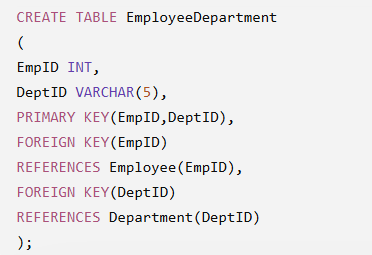 CREATE TABLE EmployeeDepartment
(
EmpID INT,
DeptID VARCHAR(5),
PRIMARY KEY(EmpID,DeptID),
FOREIGN KEY(EmpID)
REFERENCES Employee(EmpID),
FOREIGN KEY(DeptID)
REFERENCES Department(DeptID)
);